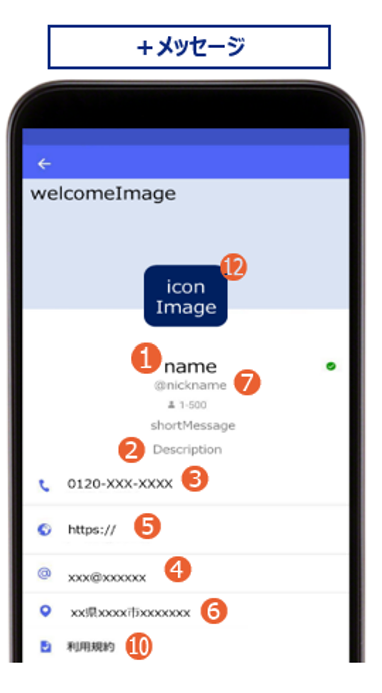 +メッセージ
welcomeImage
12
icon
Image
1 name
@nickname 7
1-500
shortMessage
2 Description
0120-XXX-XXXX 3
https:// 5
@ xxx@xxxxxx 4
xx県xxxx市xxxxxxx 6
利用規約 10